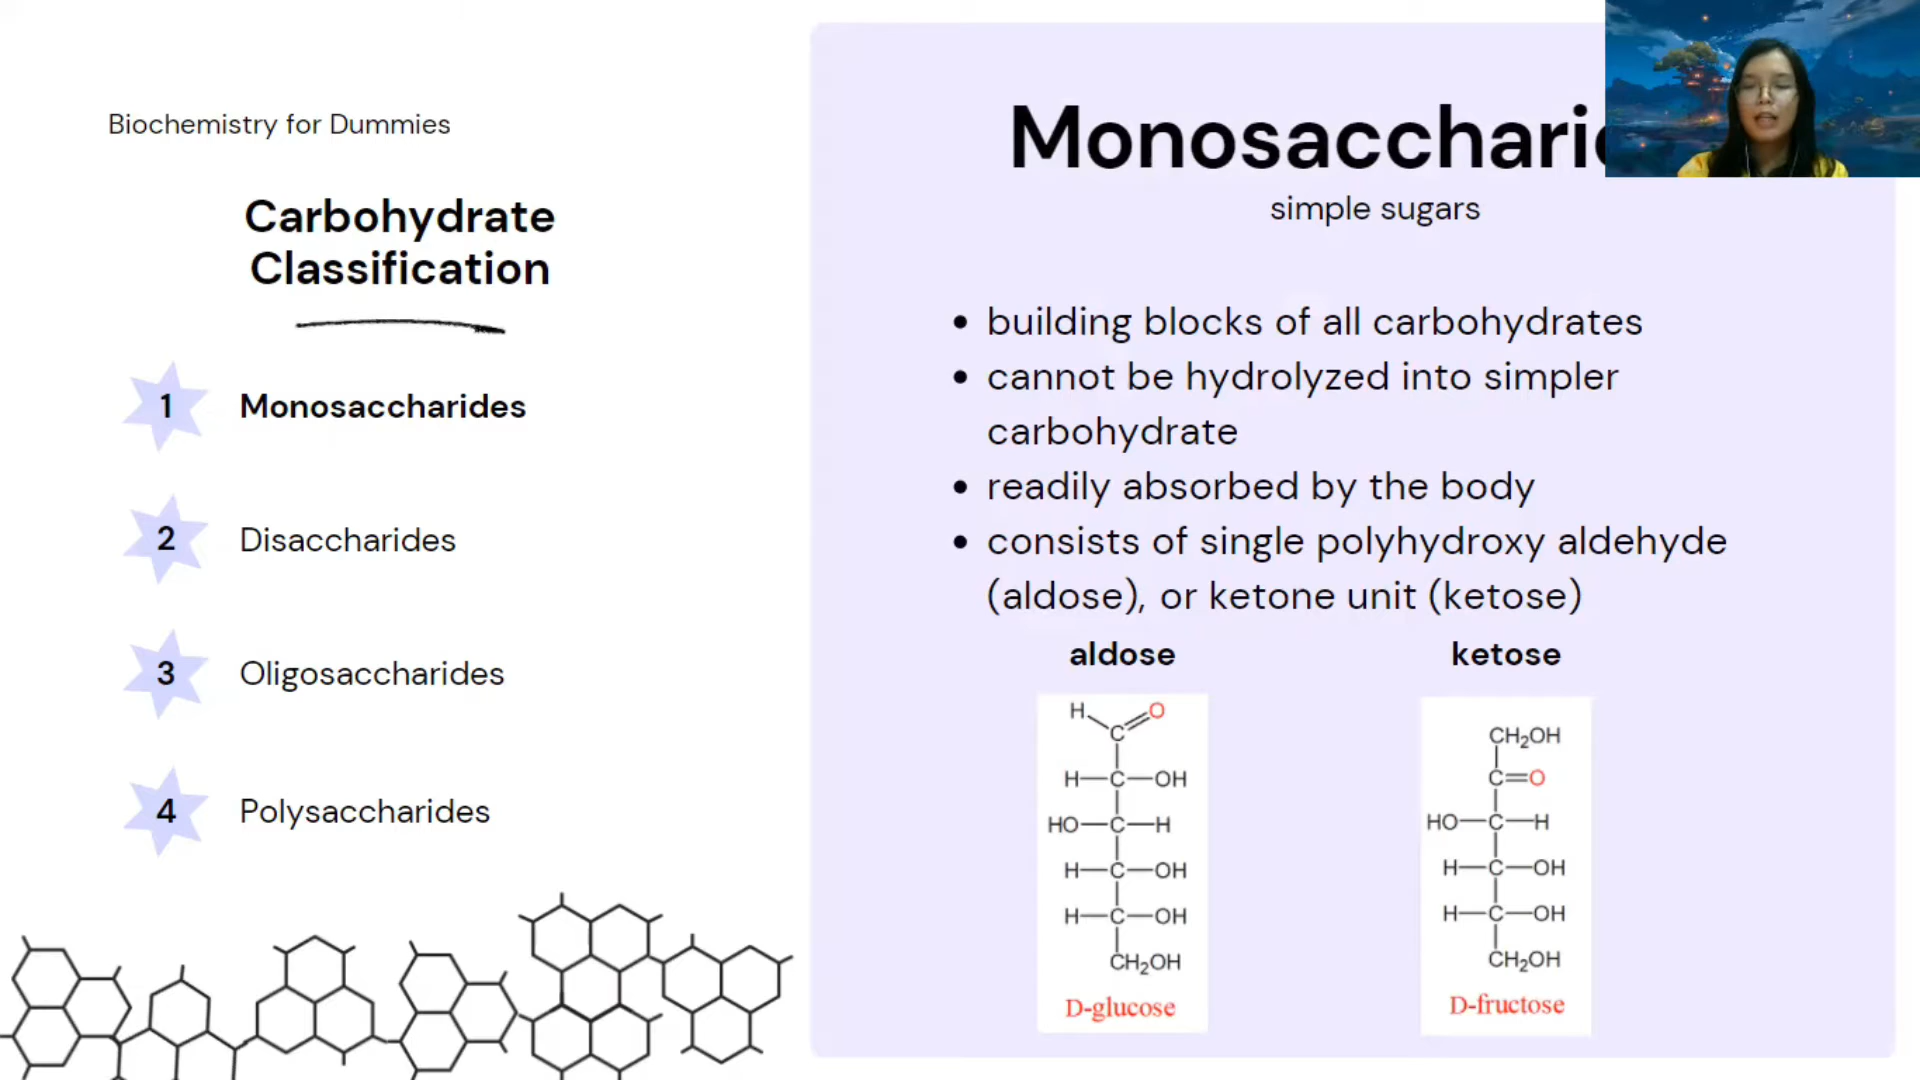 Biochemistry for Dummies
Carbohydrate
Classification
1 Monosaccharides
2 Disaccharides
3 Oligosaccharides
4 Polysaccharides
simple sugars
• building blocks of all carbohydrates
• cannot be hydrolyzed into simpler
carbohydrate
• readily absorbed by the body
• consists of single polyhydroxy aldehyde
(aldose), or ketone unit (ketose)
aldose
H O
C
H—C—OH
HO—C—H
H—C—OH
H—C—OH
CH₂OH
D-glucose
ketose
CH₂OH
C=O
HO—C—H
H—C—OH
H—C—OH
CH₂OH
D-fructose